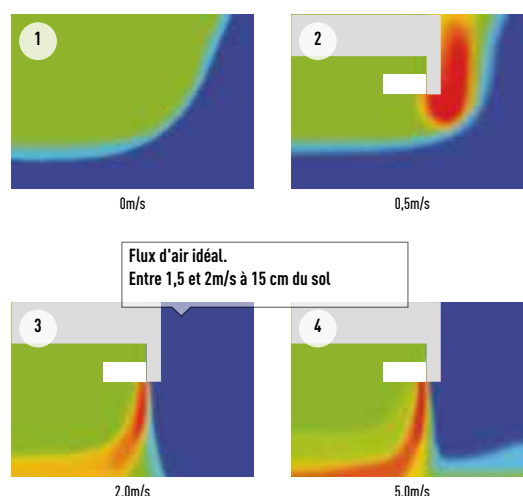 1
2
0m/s
0,5m/s
Flux d'air idéal.
Entre 1,5 et 2m/s à 15 cm du sol
3
4
2,0m/s
5,0m/s